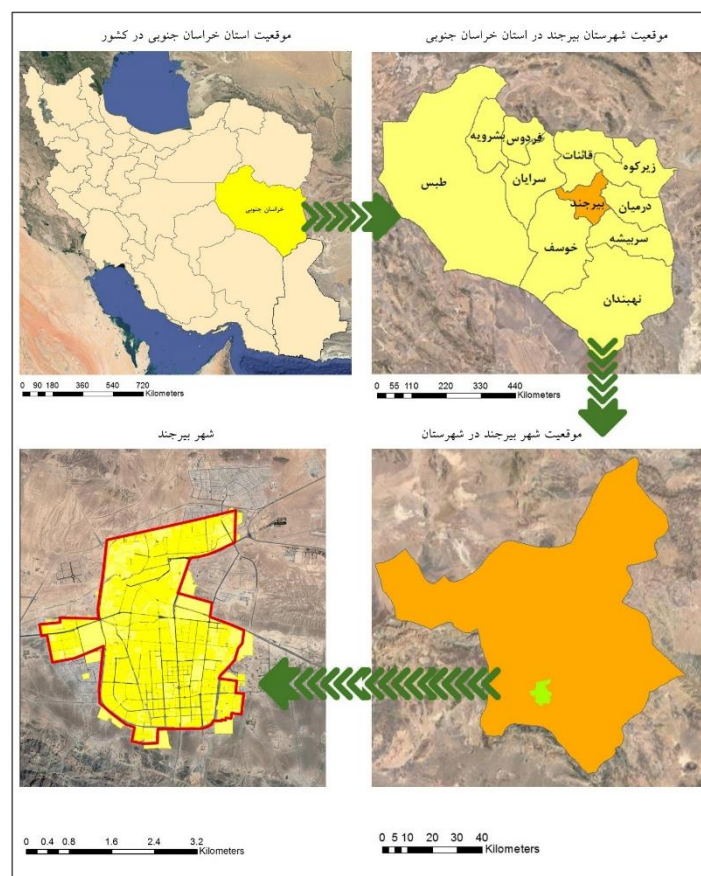 موقعیت استان خراسان جنوبی در کشور
خراسان جنوبی
0 90 180 360 540 720
Kilometers
موقعیت شهرستان بیرجند در استان خراسان جنوبی
طبس
بشرویه
فردوس
سرایان
قائنات
زیرکوه
بیرجند
درمیان
سربیشه
خوسف
نهبندان
0 55 110 220 330 440
Kilometers
موقعیت شهر بیرجند در شهرستان
0 5 10 20 30 40
Kilometers
شهر بیرجند
0 0.4 0.8 1.6 2.4 3.2
Kilometers